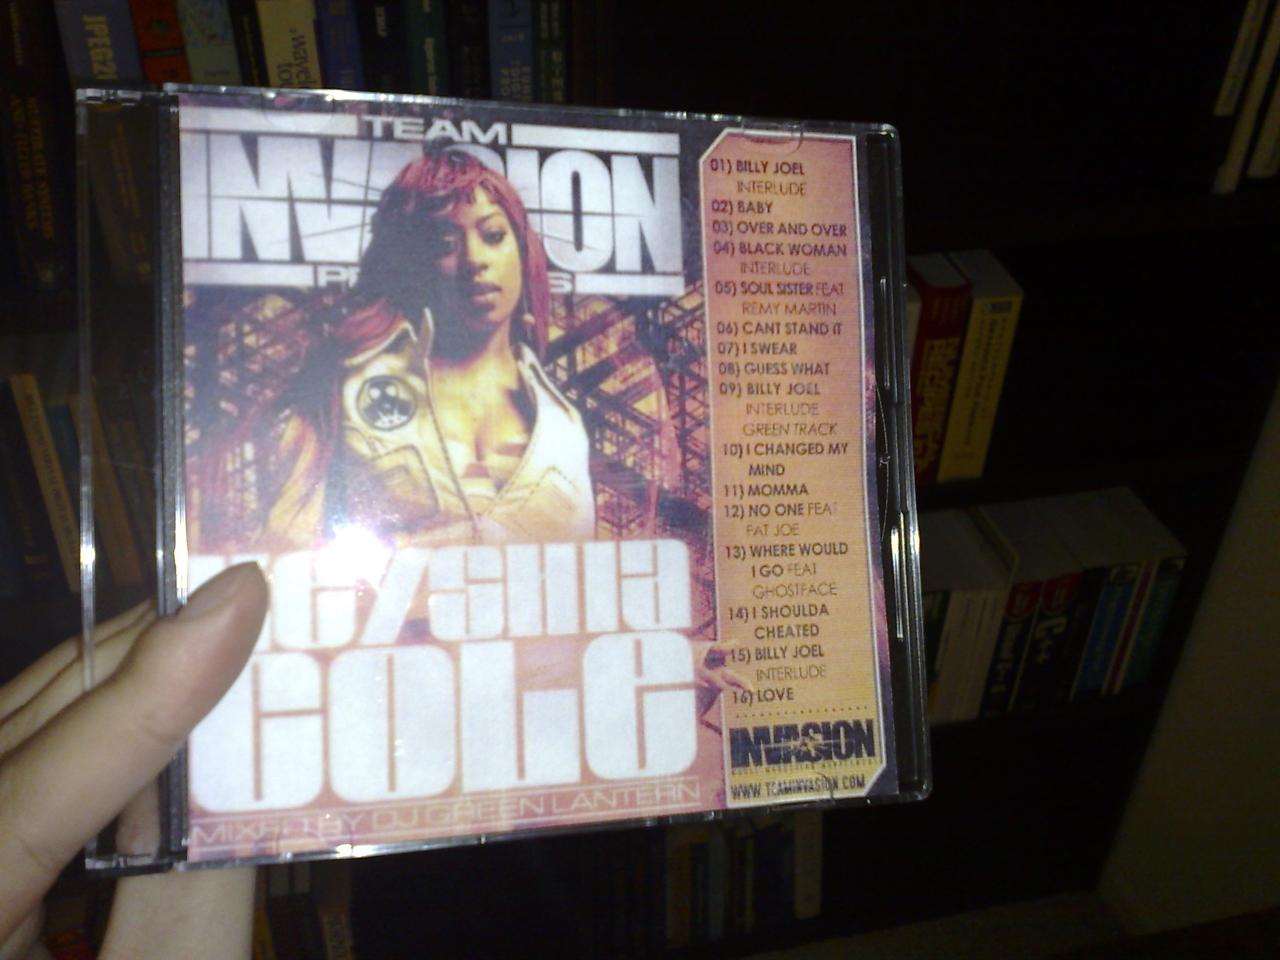 JPEG2
TEAM
INVASION
KEYSHIA
COLE
MIXED BY DJ GREEN LANTERN
01) BILLY JOEL
INTERLUDE
02) BABY
03) OVER AND OVER
04) BLACK WOMAN
INTERLUDE
05) SOUL SISTER FEAT
REMY MARTIN
06) CANT STAND IT
07) I SWEAR
08) GUESS WHAT
09) BILLY JOEL
INTERLUDE
GREEN TRACK
10) I CHANGED MY
MIND
11) MOMMA
12) NO ONE FEAT
FAT JOE
13) WHERE WOULD
I GO FEAT
GHOSTFACE
14) I SHOULDA
CHEATED
15) BILLY JOEL
INTERLUDE
16) LOVE
INVASION
WWW.TEAMINVASION.COM
C++